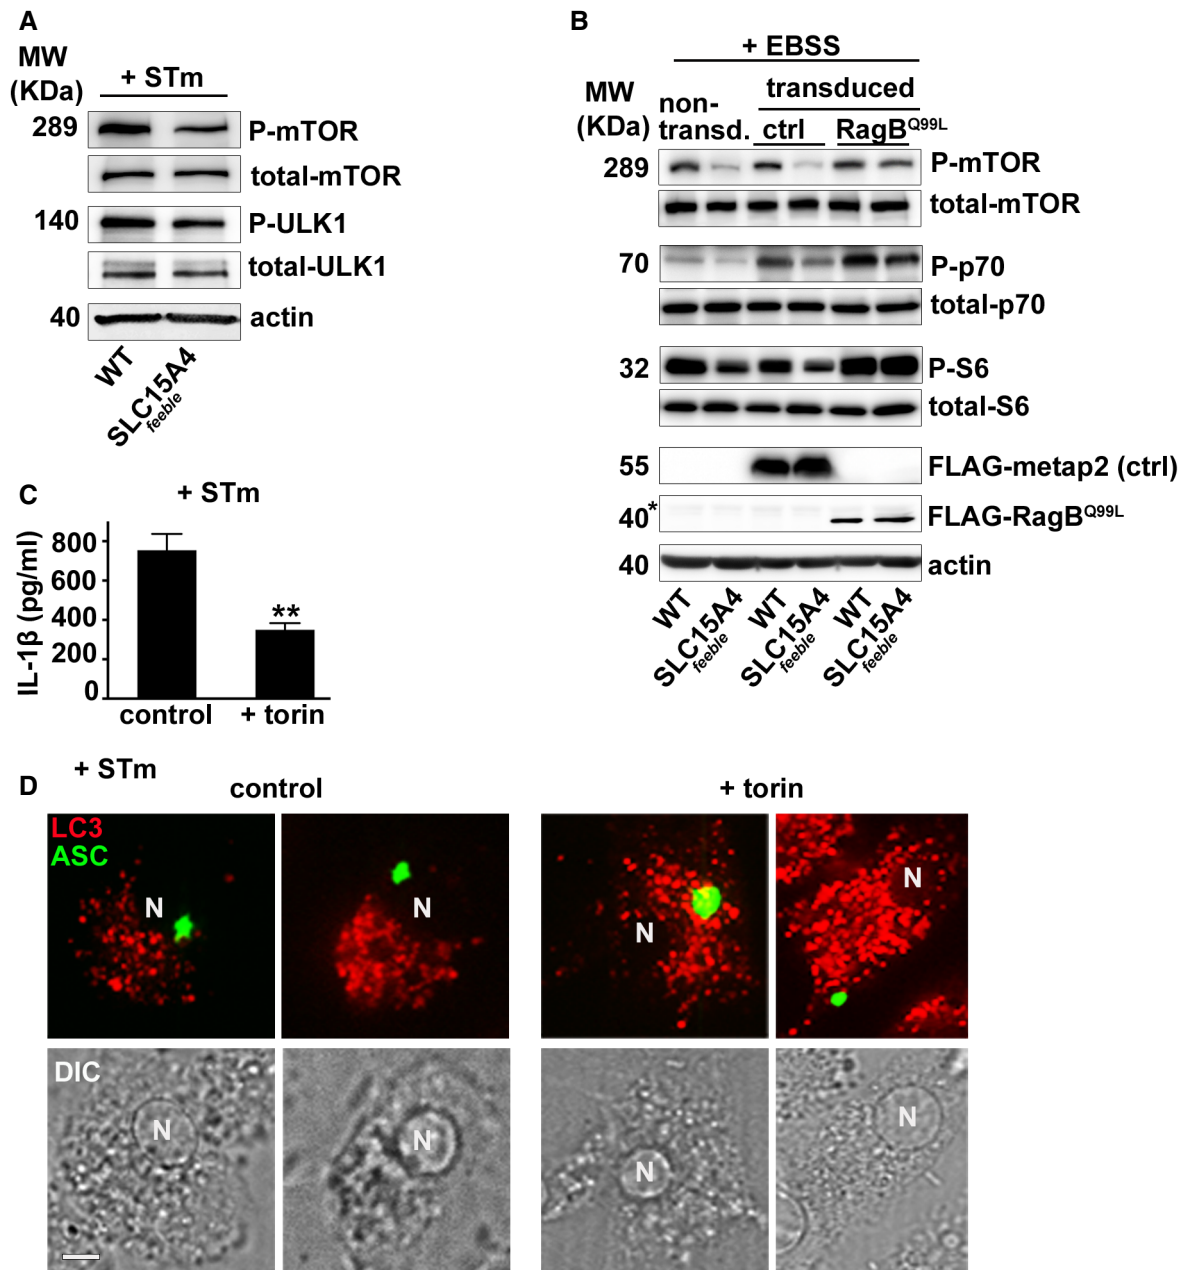 A
MW
(KDa)
+ STm
289
P-mTOR
total-mTOR
140
P-ULK1
total-ULK1
40
actin
WT
SLC15A4
feeble
B
+ EBSS
transduced
MW
(KDa)
non-
transd.
ctrl
RagBQ99L
289
P-mTOR
total-mTOR
70
P-p70
total-p70
32
P-S6
total-S6
55
FLAG-metap2 (ctrl)
40*
FLAG-RagBQ99L
40
actin
WT
SLC15A4
feeble
WT
SLC15A4
feeble
WT
SLC15A4
feeble
C
+ STm
IL-1β (pg/ml)
800
600
400
200
0
**
control
+ torin
D
+ STm
control
+ torin
LC3
ASC
N
N
N
N
DIC
N
N
N
N